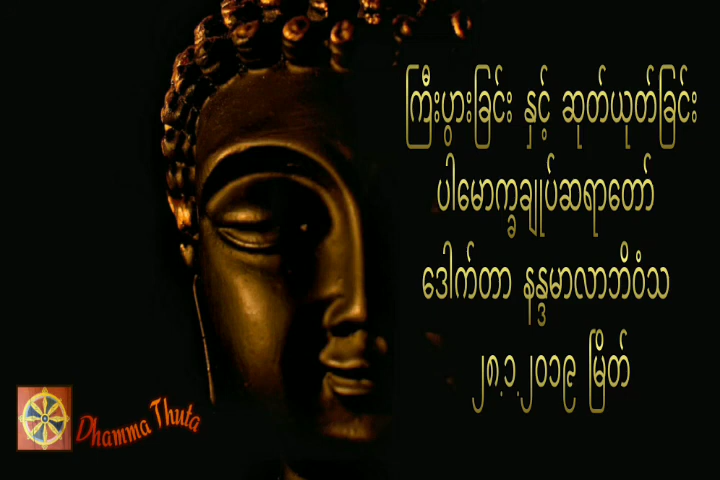 ကြီးပွားခြင်း နှင့် ဆုတ်ယုတ်ခြင်း
ပါမောက္ခချုပ်ဆရာတော်
ဒေါက်တာ နန္ဒမာလာဘိဝံသ
၂၈.၁.၂၀၁၉ မြိတ်
Dhamma Thuta